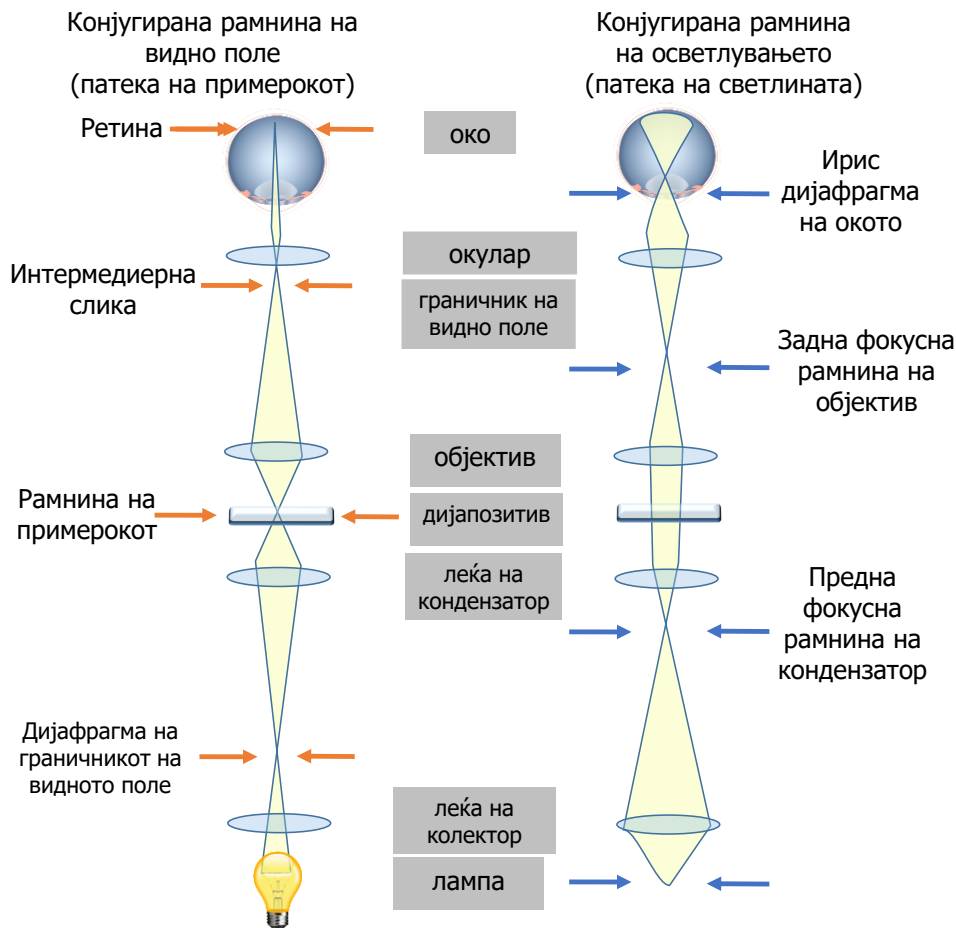 Конјугирана рамнина на
видно поле
(патека на примерокот)
Конјугирана рамнина
на осветлувањето
(патека на светлината)
Ретина
око
Ирис
дијафрагма
на окото
окулар
Интермедиерна
слика
граничник на
видно поле
Задна фокусна
рамнина на
објектив
објектив
Рамнина на
примерокот
дијапозитив
леќа на
кондензатор
Предна
фокусна
рамнина на
кондензатор
Дијафрагма на
граничникот на
видното поле
леќа на
колектор
лампа